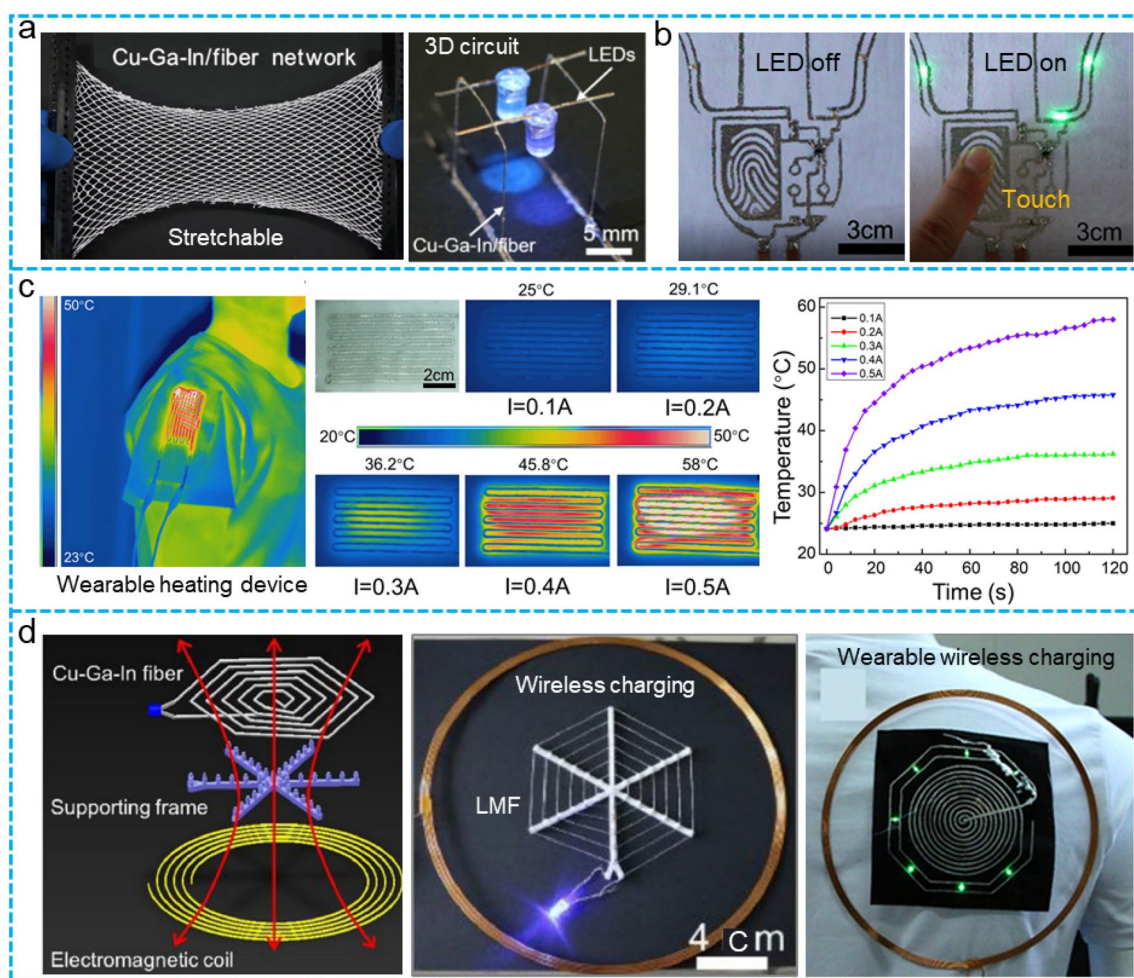 a
Cu-Ga-In/fiber network
Stretchable
3D circuit
LEDs
Cu-Ga-In/fiber
5 mm
b
LED off
3cm
LED on
Touch
3cm
c
50°C
23°C
Wearable heating device
2cm
25°C
I=0.1A
29.1°C
I=0.2A
20°C
50°C
36.2°C
I=0.3A
45.8°C
I=0.4A
58°C
I=0.5A
0.1A
0.2A
0.3A
0.4A
0.5A
Temperature (°C)
60
50
40
30
20
0 20 40 60 80 100 120
Time (s)
d
Cu-Ga-In fiber
Supporting frame
Electromagnetic coil
Wireless charging
LMF
4 cm
Wearable wireless charging